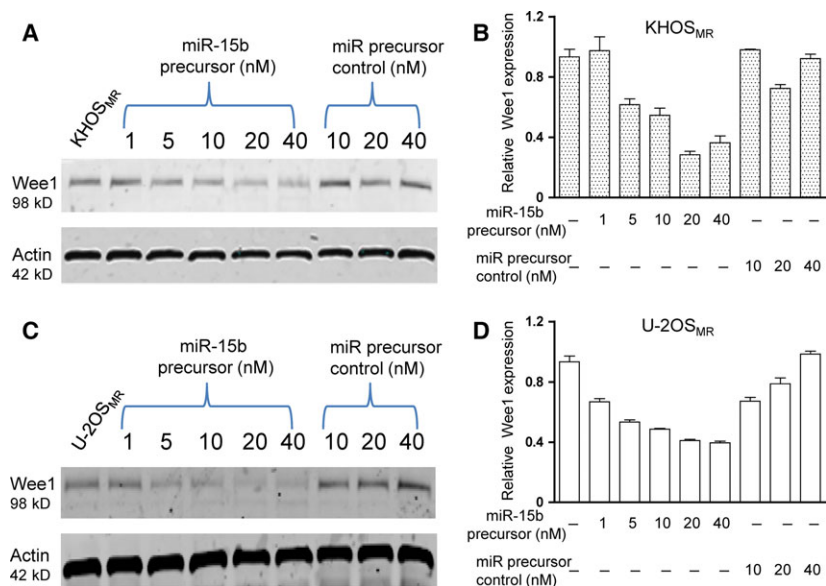 A
miR-15b
precursor (nM)
miR precursor
control (nM)
KHOSMR
1 5 10 20 40 10 20 40
Wee1
98 kD
Actin
42 kD
B
KHOSMR
Relative Wee1 expression
1.2
0.8
0.4
0
miR-15b
precursor (nM)
– 1 5 10 20 40 – – –
miR precursor
control (nM)
– – – – – – 10 20 40
C
miR-15b
precursor (nM)
miR precursor
control (nM)
U-2OSMR
1 5 10 20 40 10 20 40
Wee1
98 kD
Actin
42 kD
D
U-2OSMR
Relative Wee1 expression
1.2
0.8
0.4
0
miR-15b
precursor (nM)
– 1 5 10 20 40 – – –
miR precursor
control (nM)
– – – – – – 10 20 40